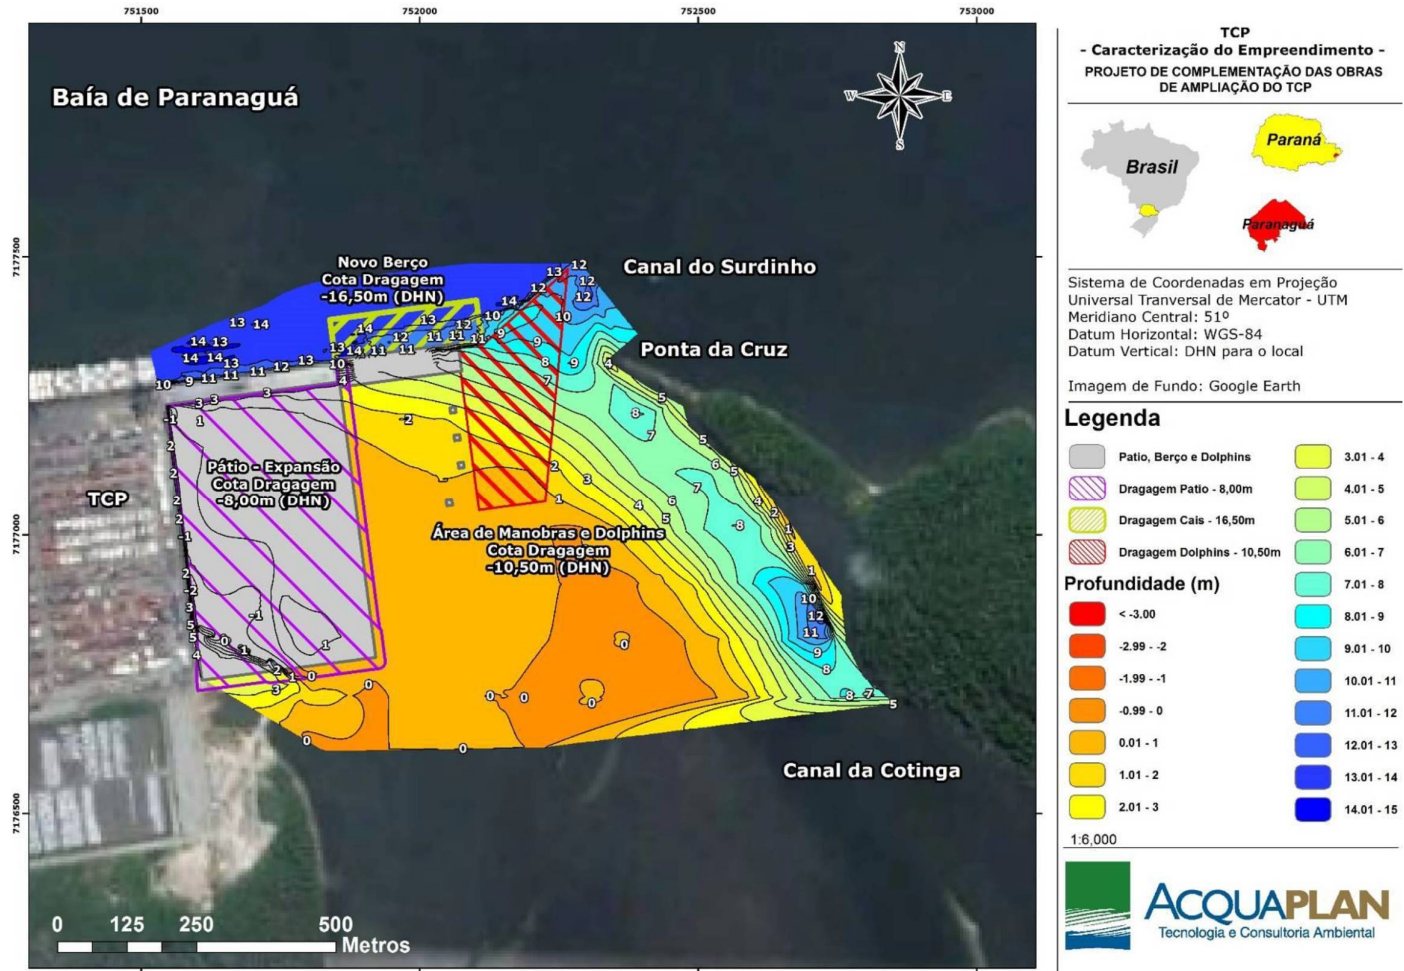 751500
752000
752500
753000
7177500
7177000
7176500
Baía de Paranaguá
N
W
E
S
Novo Berço
Cota Dragagem
-16,50m (DHN)
Canal do Surdinho
Ponta da Cruz
Pátio - Expansão
Cota Dragagem
-8,00m (DHN)
TCP
Área de Manobras e Dolphins
Cota Dragagem
-10,50m (DHN)
Canal da Cotinga
0 125 250 500
Metros
TCP
- Caracterização do Empreendimento -
PROJETO DE COMPLEMENTAÇÃO DAS OBRAS
DE AMPLIAÇÃO DO TCP
Brasil
Paraná
Paranaguá
Sistema de Coordenadas em Projeção
Universal Tranversal de Mercator - UTM
Meridiano Central: 51º
Datum Horizontal: WGS-84
Datum Vertical: DHN para o local
Imagem de Fundo: Google Earth
Legenda
Patio, Berço e Dolphins
Dragagem Patio - 8,00m
Dragagem Cais - 16,50m
Dragagem Dolphins - 10,50m
Profundidade (m)
< -3.00
-2.99 - -2
-1.99 - -1
-0.99 - 0
0.01 - 1
1.01 - 2
2.01 - 3
3.01 - 4
4.01 - 5
5.01 - 6
6.01 - 7
7.01 - 8
8.01 - 9
9.01 - 10
10.01 - 11
11.01 - 12
12.01 - 13
13.01 - 14
14.01 - 15
1:6,000
ACQUAPLAN
Tecnologia e Consultoria Ambiental